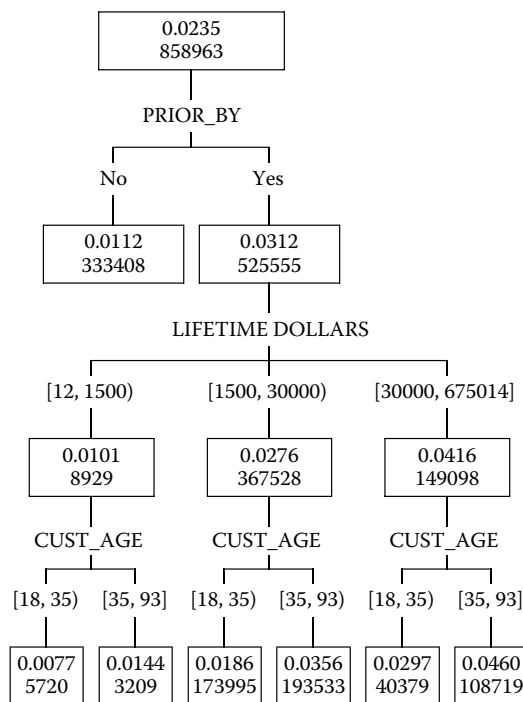 0.0235
858963
PRIOR_BY
No Yes
0.0112 0.0312
333408 525555
LIFETIME DOLLARS
[12, 1500) [1500, 30000) [30000, 675014]
0.0101 0.0276 0.0416
8929 367528 149098
CUST_AGE CUST_AGE CUST_AGE
[18, 35) [35, 93] [18, 35) [35, 93] [18, 35) [35, 93]
0.0077 0.0144 0.0186 0.0356 0.0297 0.0460
5720 3209 173995 193533 40379 108719